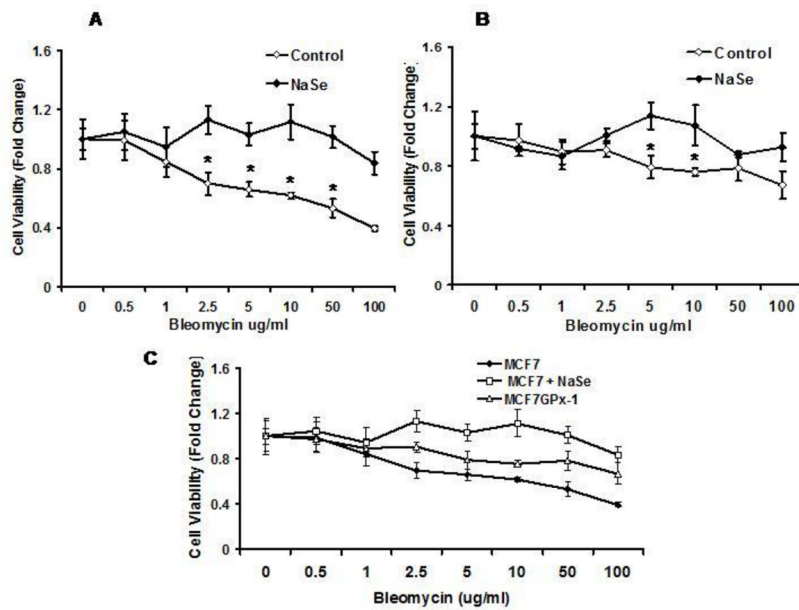 A
Control
NaSe
Cell Viability (Fold Change)
1.6
1.2
0.8
0.4
0
* * * *
0 0.5 1 2.5 5 10 50 100
Bleomycin ug/ml
B
Control
NaSe
Cell Viability (Fold Change)
1.6
1.2
0.8
0.4
0
* *
0 0.5 1 2.5 5 10 50 100
Bleomycin ug/ml
C
MCF7
MCF7 + NaSe
MCF7GPx-1
Cell Viability (Fold Change)
1.6
1.2
0.8
0.4
0
0 0.5 1 2.5 5 10 50 100
Bleomycin (ug/ml)